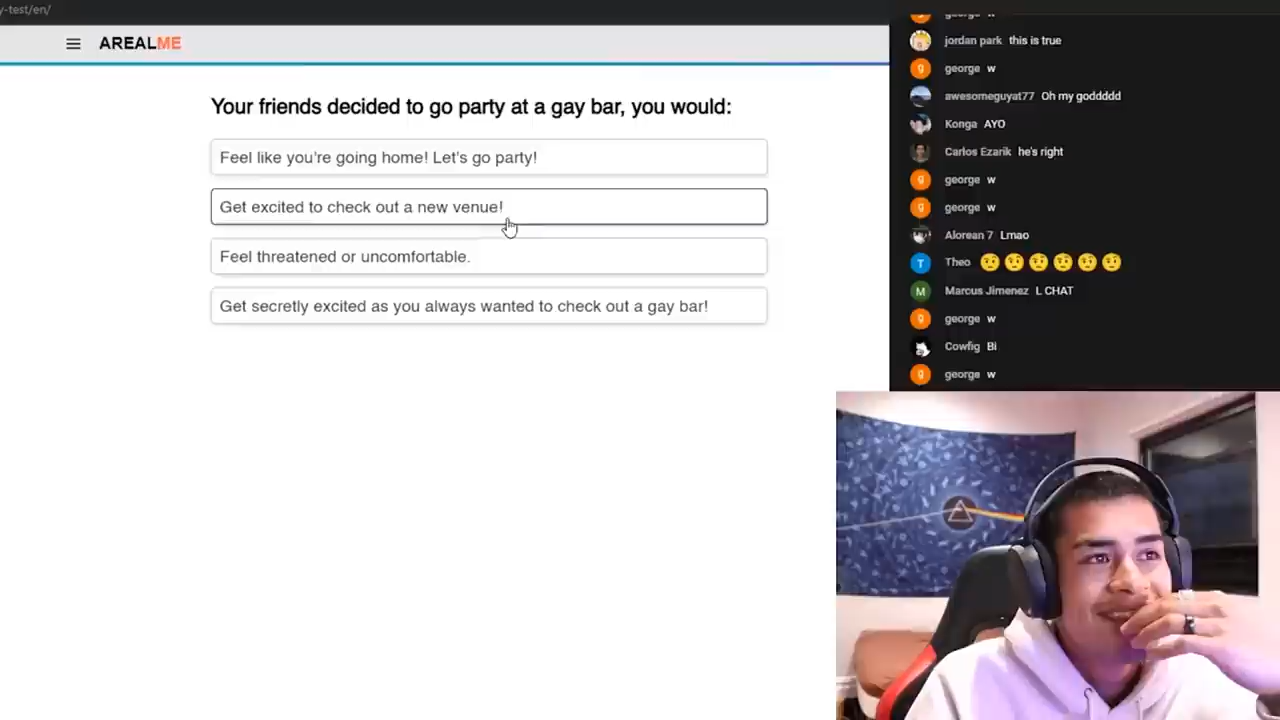 y-test/en/
AREALME
Your friends decided to go party at a gay bar, you would:
Feel like you're going home! Let's go party!
Get excited to check out a new venue!
Feel threatened or uncomfortable.
Get secretly excited as you always wanted to check out a gay bar!
george w
jordan park this is true
george w
awesomeguyat77 Oh my goddddd
Konga AYO
Carlos Ezarik he's right
george w
george w
Alorean 7 Lmao
T Theo 🤨🤨🤨🤨🤨🤨
M Marcus Jimenez L CHAT
george w
Cowfig Bi
george w